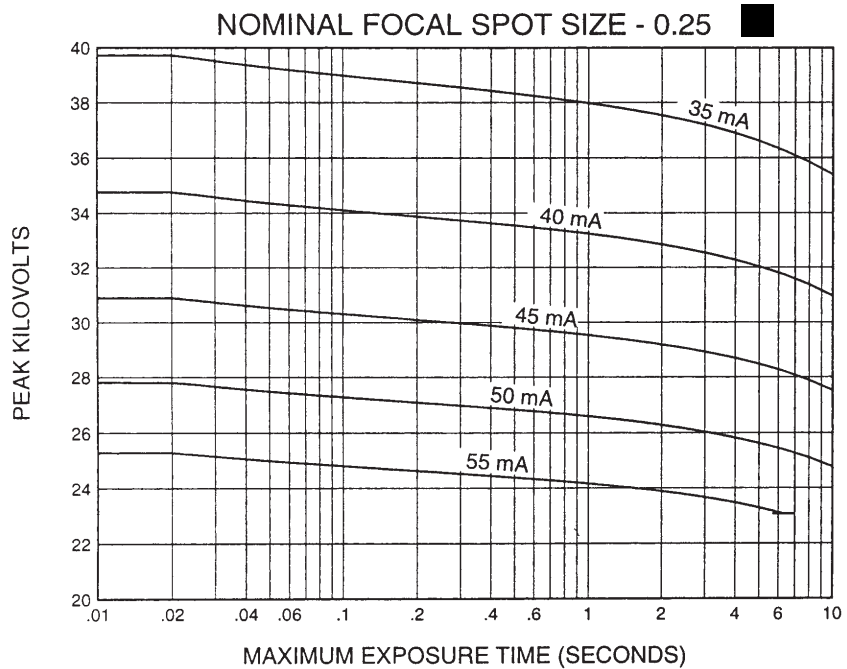 NOMINAL FOCAL SPOT SIZE - 0.25
40
38
36
34
32
30
28
26
24
22
20
PEAK KILOVOLTS
35 mA
40 mA
45 mA
50 mA
55 mA
.01 .02 .04 .06 .1 .2 .4 .6 1 2 4 6 10
MAXIMUM EXPOSURE TIME (SECONDS)